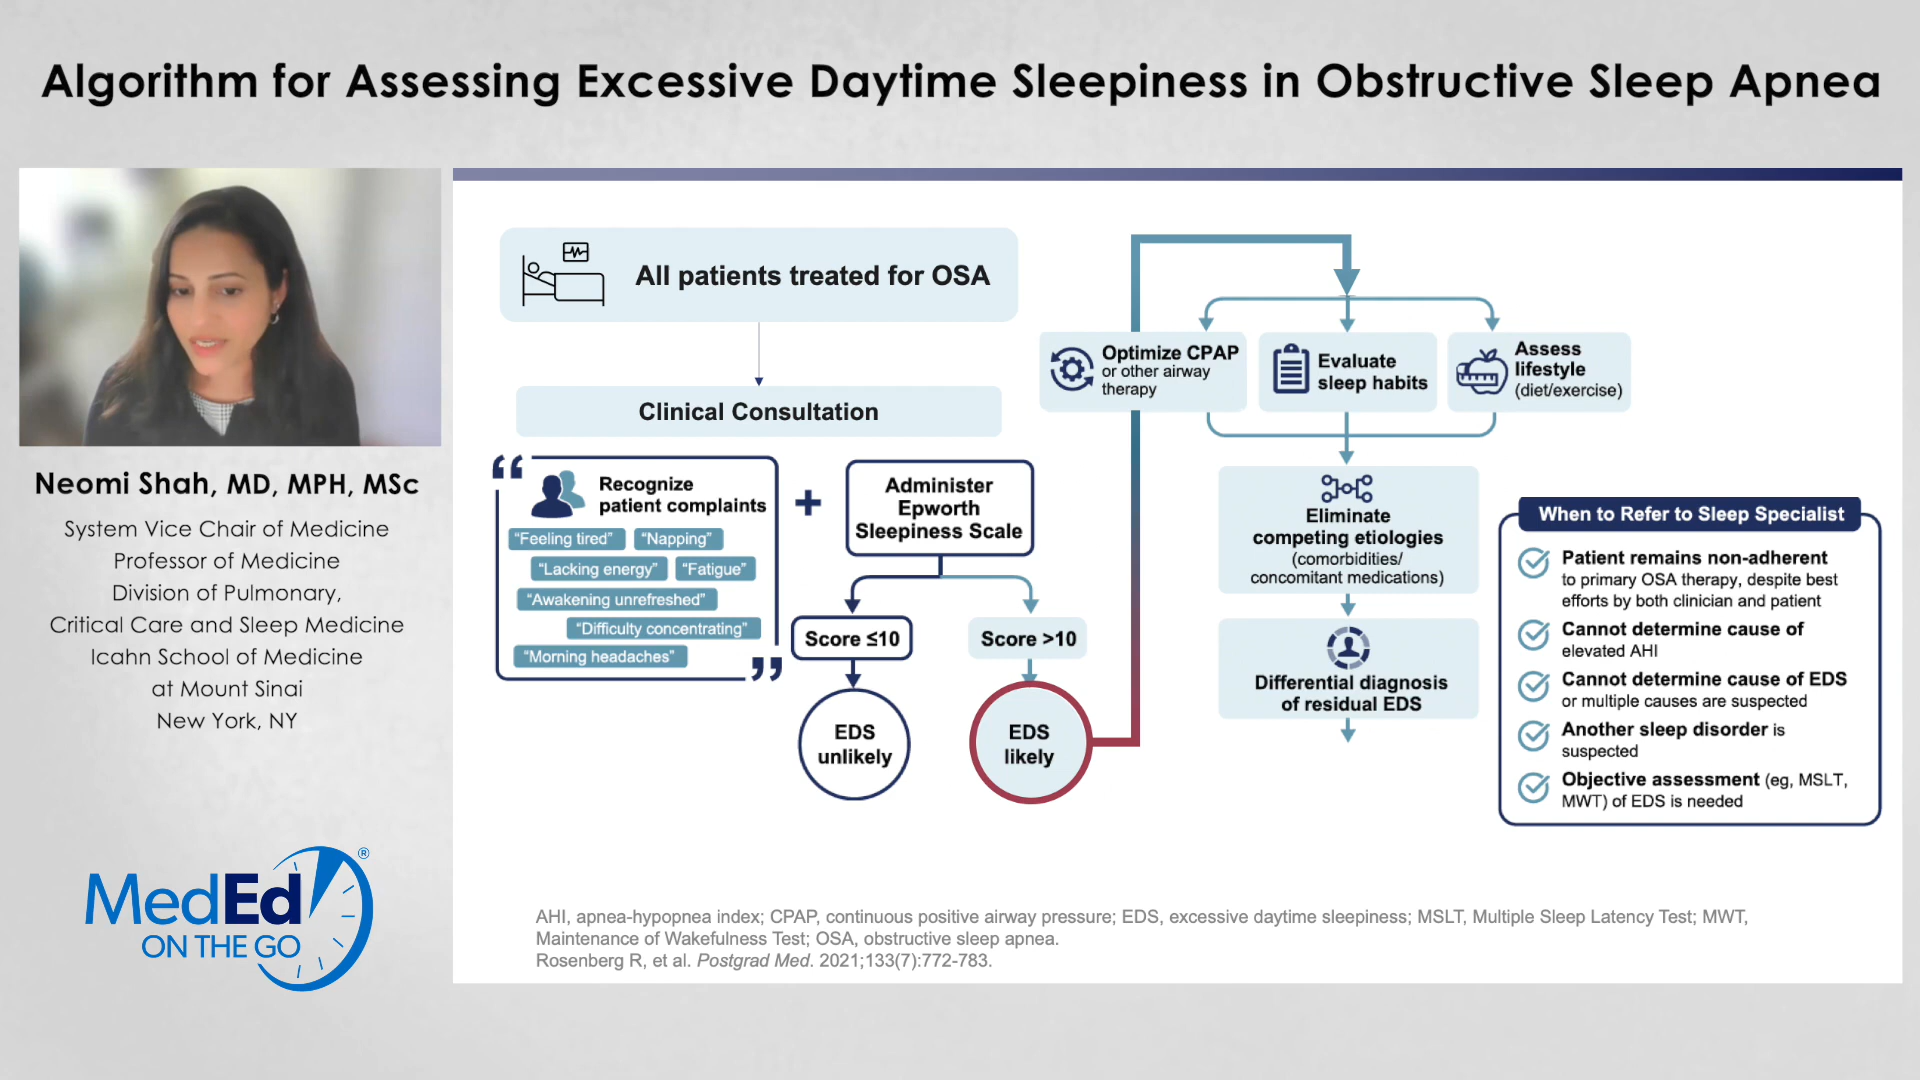 Algorithm for Assessing Excessive Daytime Sleepiness in Obstructive Sleep Apnea
Neomi Shah, MD, MPH, MSc
System Vice Chair of Medicine
Professor of Medicine
Division of Pulmonary,
Critical Care and Sleep Medicine
Icahn School of Medicine
at Mount Sinai
New York, NY
MedEd®
ON THE GO
All patients treated for OSA
Clinical Consultation
“
Recognize
patient complaints
“Feeling tired” “Napping”
“Lacking energy” “Fatigue”
“Awakening unrefreshed”
“Difficulty concentrating”
“Morning headaches”
”
+
Administer
Epworth
Sleepiness Scale
Score ≤10
Score >10
EDS
unlikely
EDS
likely
Optimize CPAP
or other airway
therapy
Evaluate
sleep habits
Assess
lifestyle
(diet/exercise)
Eliminate
competing etiologies
(comorbidities/
concomitant medications)
Differential diagnosis
of residual EDS
When to Refer to Sleep Specialist
Patient remains non-adherent
to primary OSA therapy, despite best
efforts by both clinician and patient
Cannot determine cause of
elevated AHI
Cannot determine cause of EDS
or multiple causes are suspected
Another sleep disorder is
suspected
Objective assessment (eg, MSLT,
MWT) of EDS is needed
AHI, apnea-hypopnea index; CPAP, continuous positive airway pressure; EDS, excessive daytime sleepiness; MSLT, Multiple Sleep Latency Test; MWT,
Maintenance of Wakefulness Test; OSA, obstructive sleep apnea.
Rosenberg R, et al. Postgrad Med. 2021;133(7):772-783.